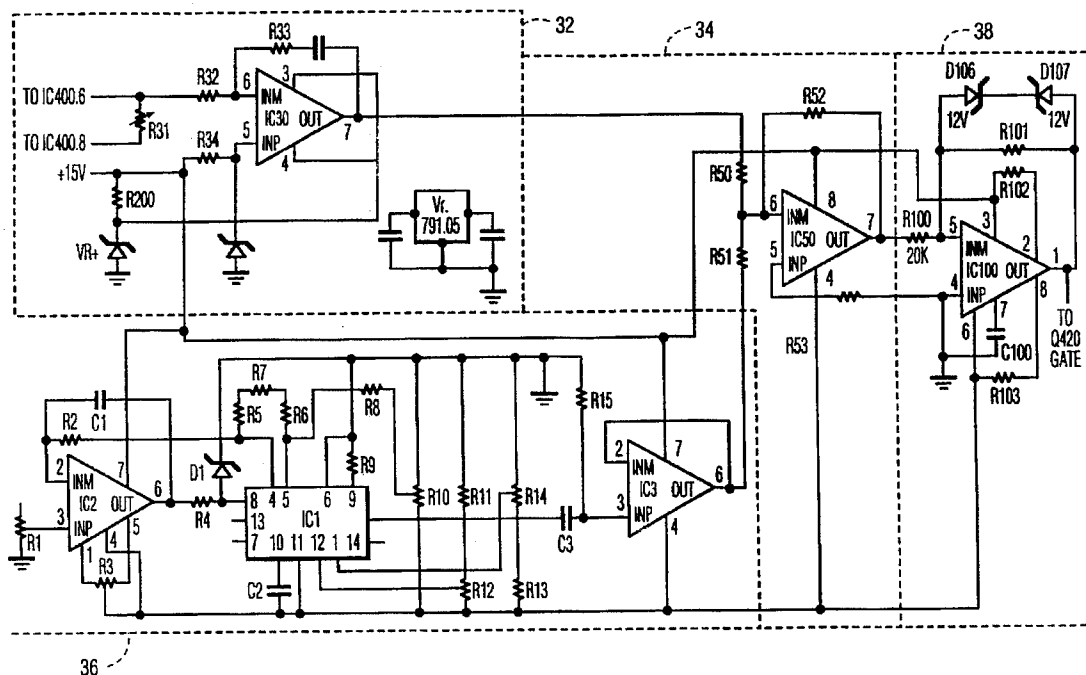 32
34
38
R33
R32
3
6
INM
IC30 OUT
7
5
INP
4
TO IC400.6
R31
TO IC400.8
R34
+15V
R200
VR+
Vr.
791.05
D106
D107
12V
12V
R52
R101
R102
R50
R51
8
6
INM
IC50 OUT
7
5
INP
4
R100
20K
3
5
INM
IC100 OUT
2
1
4
INP
8
6
7
C100
R103
TO
Q420
GATE
R53
R2
C1
R7
R5
R6
R8
R15
D1
R9
2
INM
7
OUT
6
IC2
3
INP
5
4
1
R3
R1
R4
8
4
5
6
9
13
IC1
7
10
11
12
1
14
C2
R10
R11
R14
R12
R13
C3
2
INM
7
6
IC3 OUT
3
INP
4
36